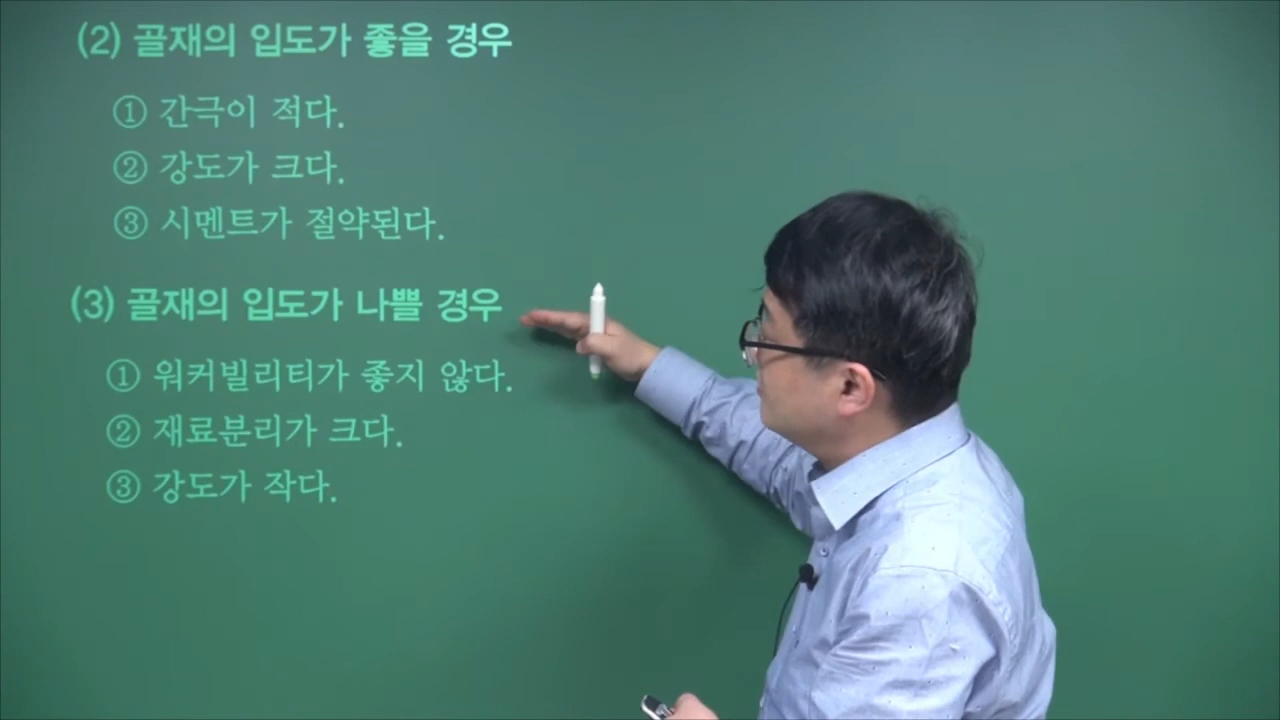 (2) 골재의 입도가 좋을 경우
① 간극이 적다.
② 강도가 크다.
③ 시멘트가 절약된다.
(3) 골재의 입도가 나쁠 경우
① 워커빌리티가 좋지 않다.
② 재료분리가 크다.
③ 강도가 작다.